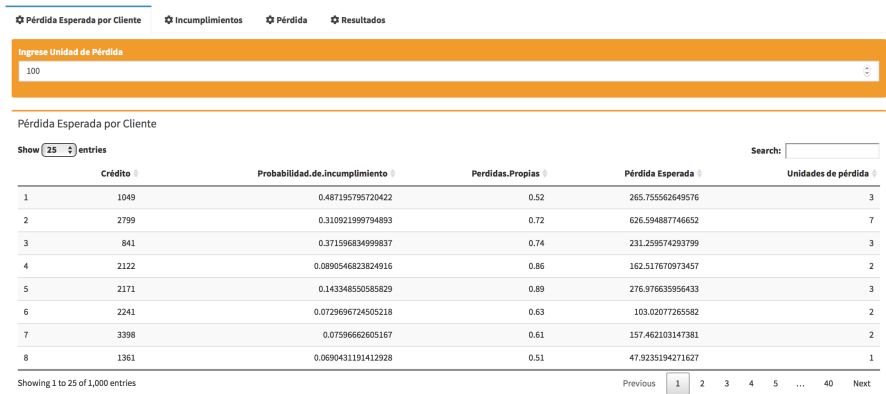 Pérdida Esperada por Cliente Incumplimientos Pérdida Resultados
Ingrese Unidad de Pérdida
100
Pérdida Esperada por Cliente
Show 25 entries Search:
Crédito Probabilidad.de.incumplimiento Perdidas.Propias Pérdida Esperada Unidades de pérdida
1 1049 0.487195795720422 0.52 265.755562649576 3
2 2799 0.310921999794893 0.72 626.594887746652 7
3 841 0.371596834999837 0.74 231.259574293799 3
4 2122 0.0890546823824916 0.86 162.517670973457 2
5 2171 0.143348550585829 0.89 276.976635956433 3
6 2241 0.0729696724505218 0.63 103.02077265582 2
7 3398 0.07596662605167 0.61 157.462103147381 2
8 1361 0.0690431191412928 0.51 47.9235194271627 1
Showing 1 to 25 of 1,000 entries Previous 1 2 3 4 5 ... 40 Next